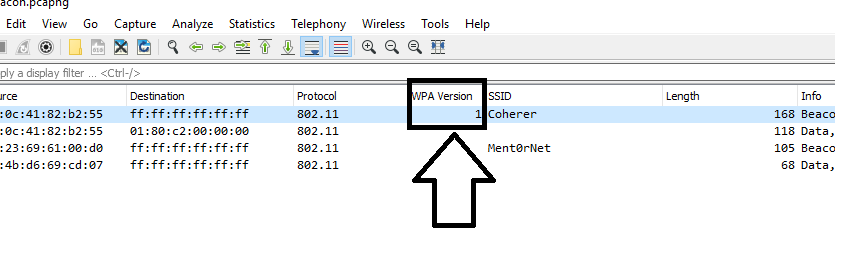 acon.pcapng
Edit View Go Capture Analyze Statistics Telephony Wireless Tools Help
ply a display filter ... <Ctrl-/>
urce Destination Protocol WPA Version SSID Length Info
:0c:41:82:b2:55 ff:ff:ff:ff:ff:ff 802.11 1 Coherer 168 Beaco
:0c:41:82:b2:55 01:80:c2:00:00:00 802.11 118 Data,
:23:69:61:00:d0 ff:ff:ff:ff:ff:ff 802.11 Ment0rNet 105 Beaco
:4b:d6:69:cd:07 ff:ff:ff:ff:ff:ff 802.11 68 Data,